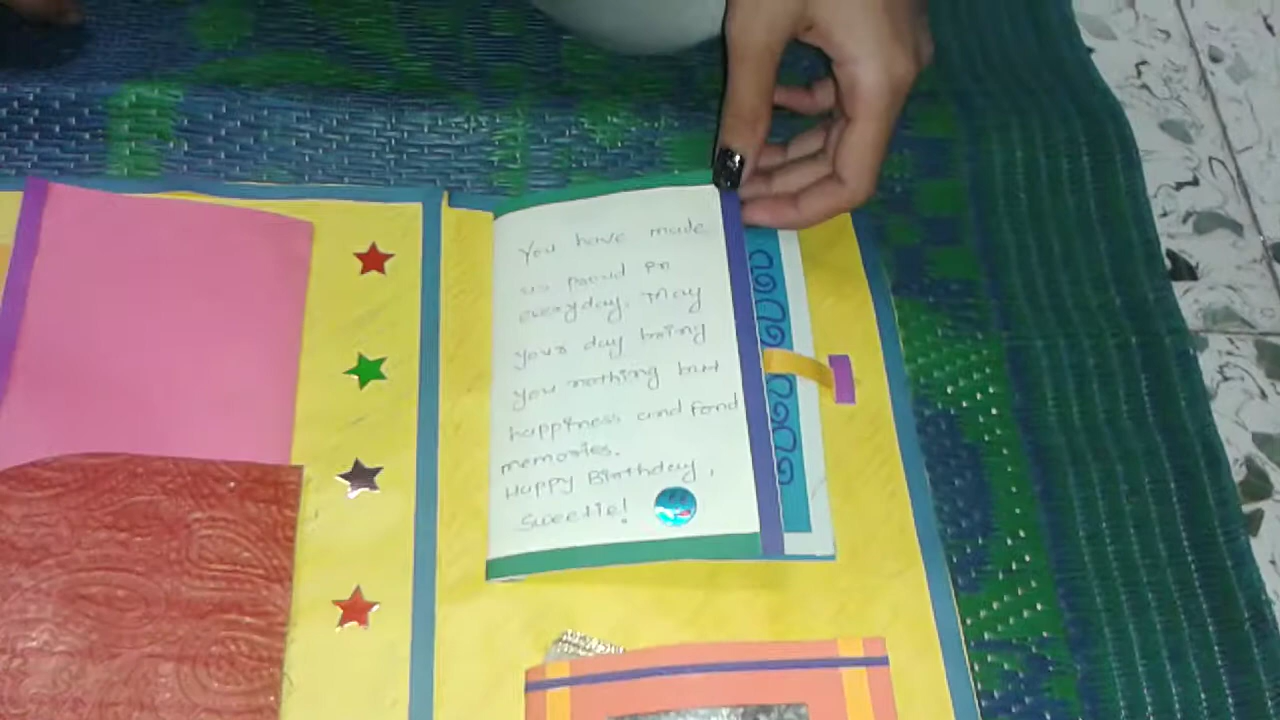 You have made
us proud in
everyday. May
your day bring
you nothing but
happiness and fond
memories.
Happy Birthday,
Sweetie!